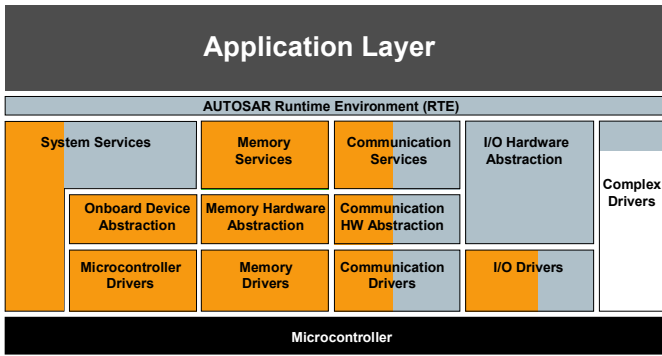 Application Layer
AUTOSAR Runtime Environment (RTE)
System Services
Memory
Services
Communication
Services
I/O Hardware
Abstraction
Complex
Drivers
Onboard Device
Abstraction
Memory Hardware
Abstraction
Communication
HW Abstraction
Microcontroller
Drivers
Memory
Drivers
Communication
Drivers
I/O Drivers
Microcontroller